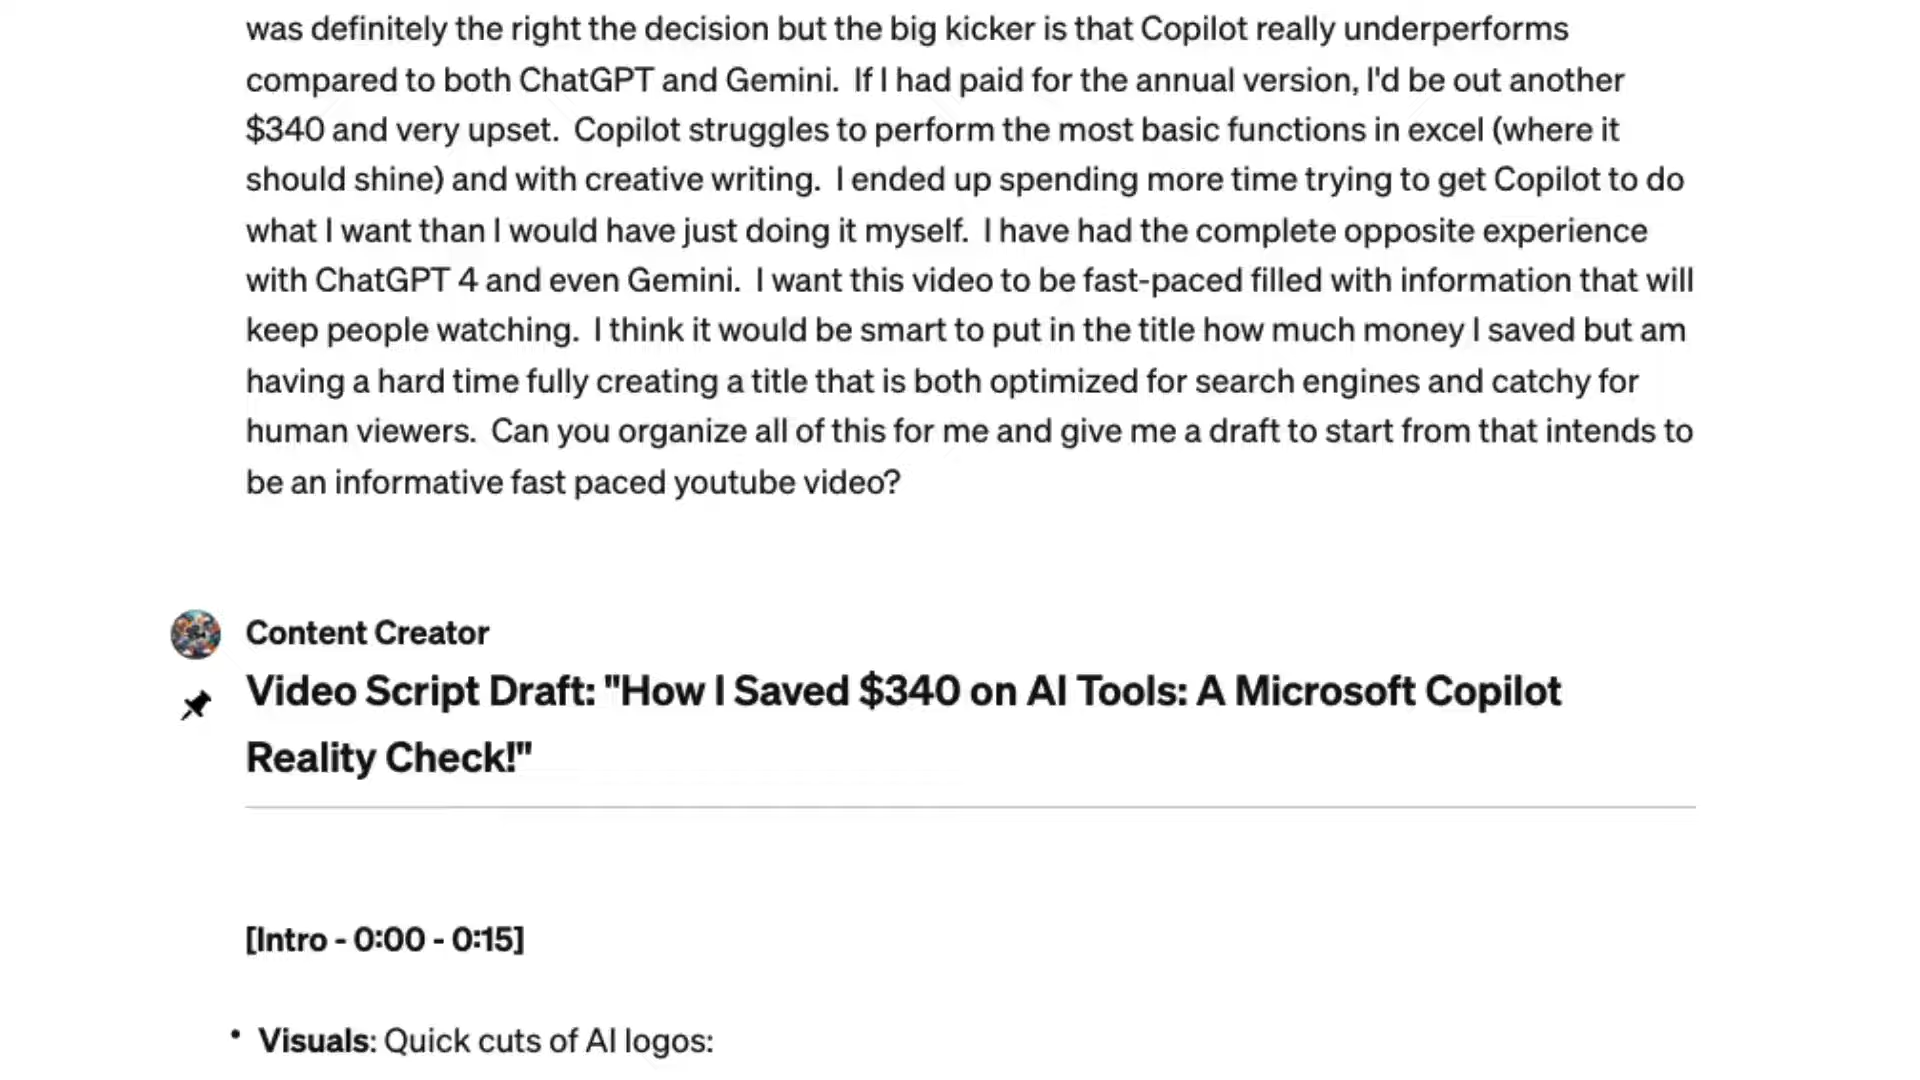 was definitely the right the decision but the big kicker is that Copilot really underperforms
compared to both ChatGPT and Gemini.  If I had paid for the annual version, I'd be out another
$340 and very upset.  Copilot struggles to perform the most basic functions in excel (where it
should shine) and with creative writing.  I ended up spending more time trying to get Copilot to do
what I want than I would have just doing it myself.  I have had the complete opposite experience
with ChatGPT 4 and even Gemini.  I want this video to be fast-paced filled with information that will
keep people watching.  I think it would be smart to put in the title how much money I saved but am
having a hard time fully creating a title that is both optimized for search engines and catchy for
human viewers.  Can you organize all of this for me and give me a draft to start from that intends to
be an informative fast paced youtube video?
Content Creator
Video Script Draft: "How I Saved $340 on AI Tools: A Microsoft Copilot
Reality Check!"
[Intro - 0:00 - 0:15]
• Visuals: Quick cuts of AI logos: